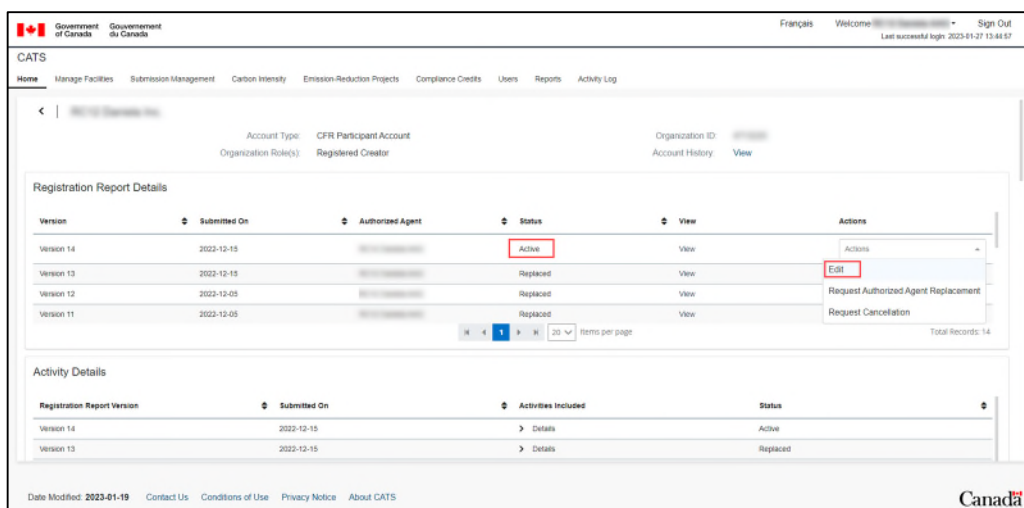 Government of Canada Gouvernement du Canada
Français Welcome Sign Out
Last successful login: 2023-01-27 13:44:57
CATS
Home Manage Facilities Submission Management Carbon Intensity Emission-Reduction Projects Compliance Credits Users Reports Activity Log
Account Type: CFR Participant Account Organization ID:
Organization Role(s): Registered Creator Account History: View
Registration Report Details
Version Submitted On Authorized Agent Status View Actions
Version 14 2022-12-15 Active View Actions
Version 13 2022-12-15 Replaced View Edit
Version 12 2022-12-05 Replaced View Request Authorized Agent Replacement
Version 11 2022-12-05 Replaced View Request Cancellation
1 20 items per page Total Records: 14
Activity Details
Registration Report Version Submitted On Activities Included Status
Version 14 2022-12-15 Details Active
Version 13 2022-12-15 Details Replaced
Date Modified: 2023-01-19 Contact Us Conditions of Use Privacy Notice About CATS Canada